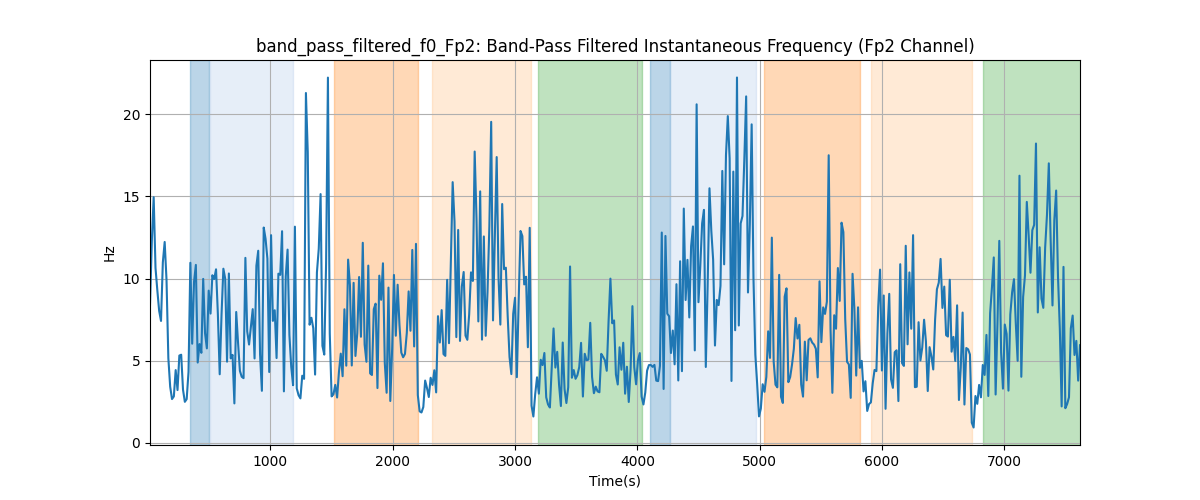 band_pass_filtered_f0_Fp2: Band-Pass Filtered Instantaneous Frequency (Fp2 Channel)
20
15
10
5
0
Hz
1000 2000 3000 4000 5000 6000 7000
Time(s)